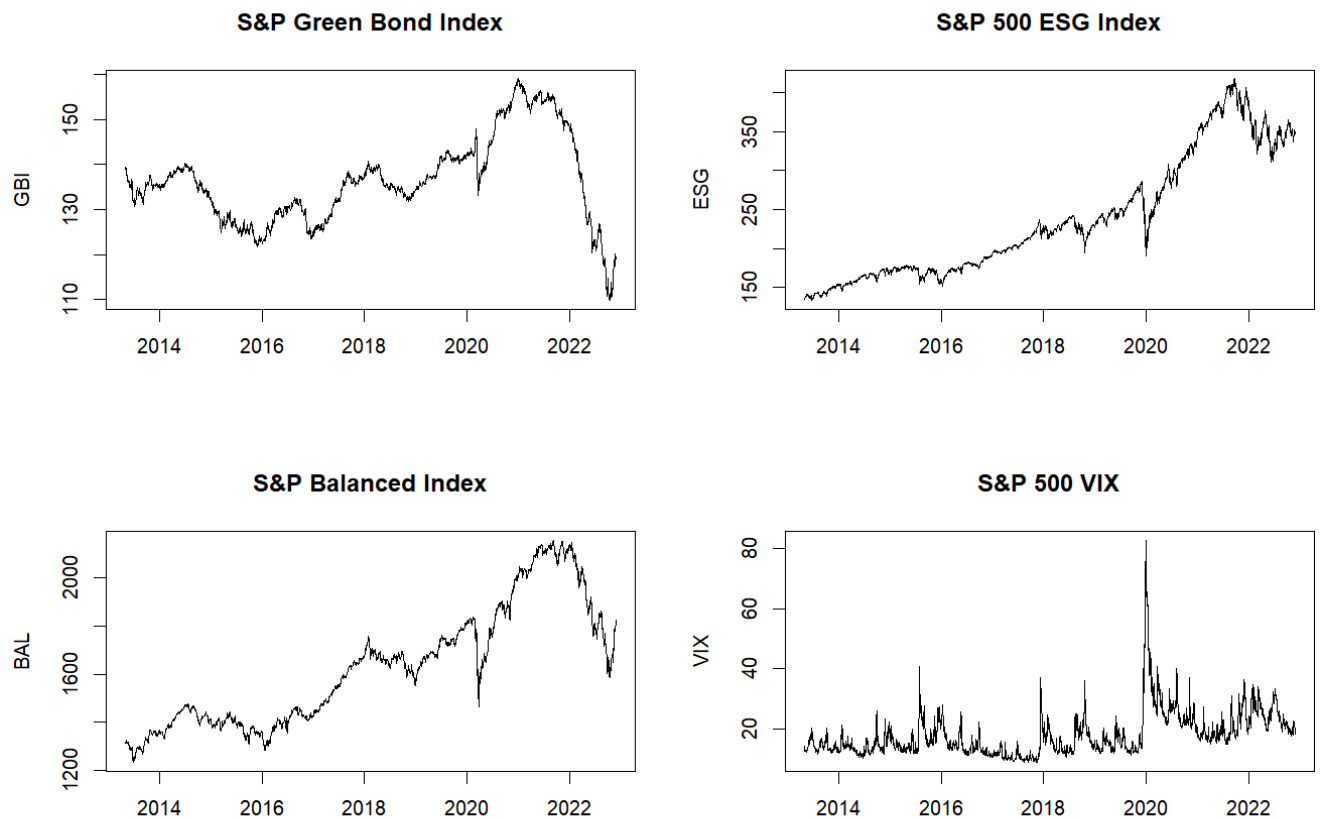 S&P Green Bond Index
GBI
150
130
110
2014 2016 2018 2020 2022
S&P 500 ESG Index
ESG
350
250
150
2014 2016 2018 2020 2022
S&P Balanced Index
BAL
2000
1600
1200
2014 2016 2018 2020 2022
S&P 500 VIX
VIX
80
60
40
20
2014 2016 2018 2020 2022